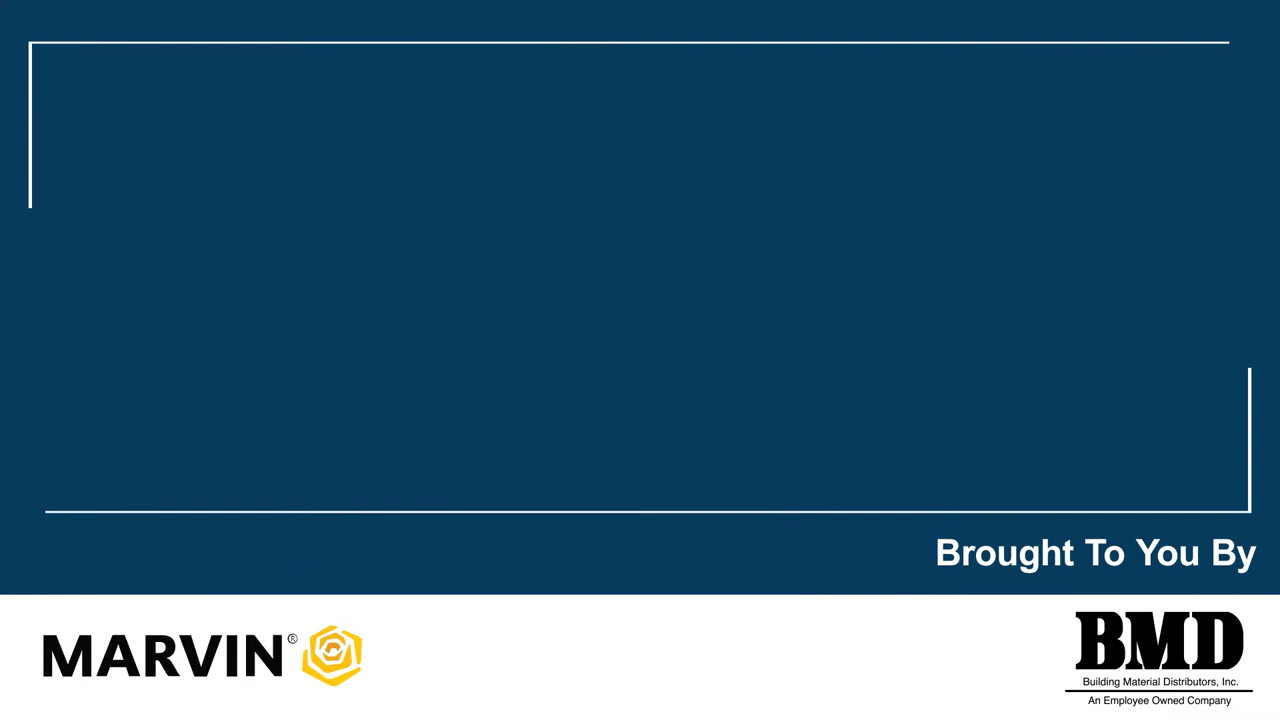 Brought To You By
MARVIN®
BMD
Building Material Distributors, Inc.
An Employee Owned Company